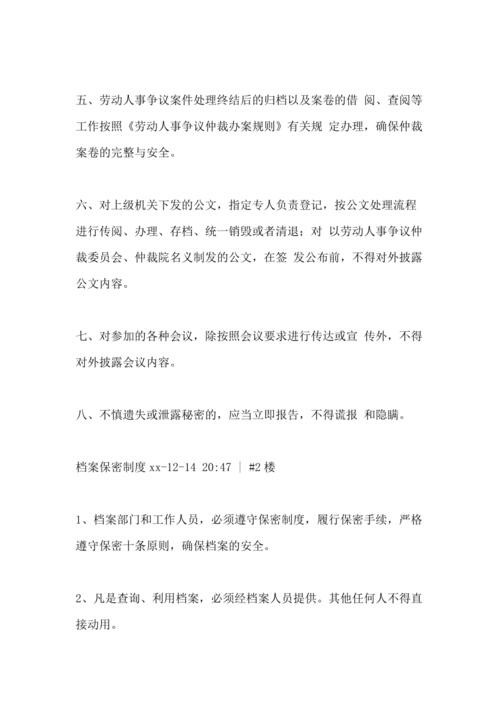 五、劳动人事争议案件处理终结后的归档以及案卷的借 阅、查阅等
工作按照《劳动人事争议仲裁办案规则》有关规 定办理，确保仲裁
案卷的完整与安全。
六、对上级机关下发的公文，指定专人负责登记，按公文处理流程
进行传阅、办理、存档、统一销毁或者清退；对 以劳动人事争议仲
裁委员会、仲裁院名义制发的公文，在签 发公布前，不得对外披露
公文内容。
七、对参加的各种会议，除按照会议要求进行传达或宣 传外，不得
对外披露会议内容。
八、不慎遗失或泄露秘密的，应当立即报告，不得谎报 和隐瞒。
档案保密制度xx-12-14 20:47 | #2楼
1、档案部门和工作人员，必须遵守保密制度，履行保密手续，严格
遵守保密十条原则，确保档案的安全。
2、凡是查询、利用档案，必须经档案人员提供。其他任何人不得直
接动用。